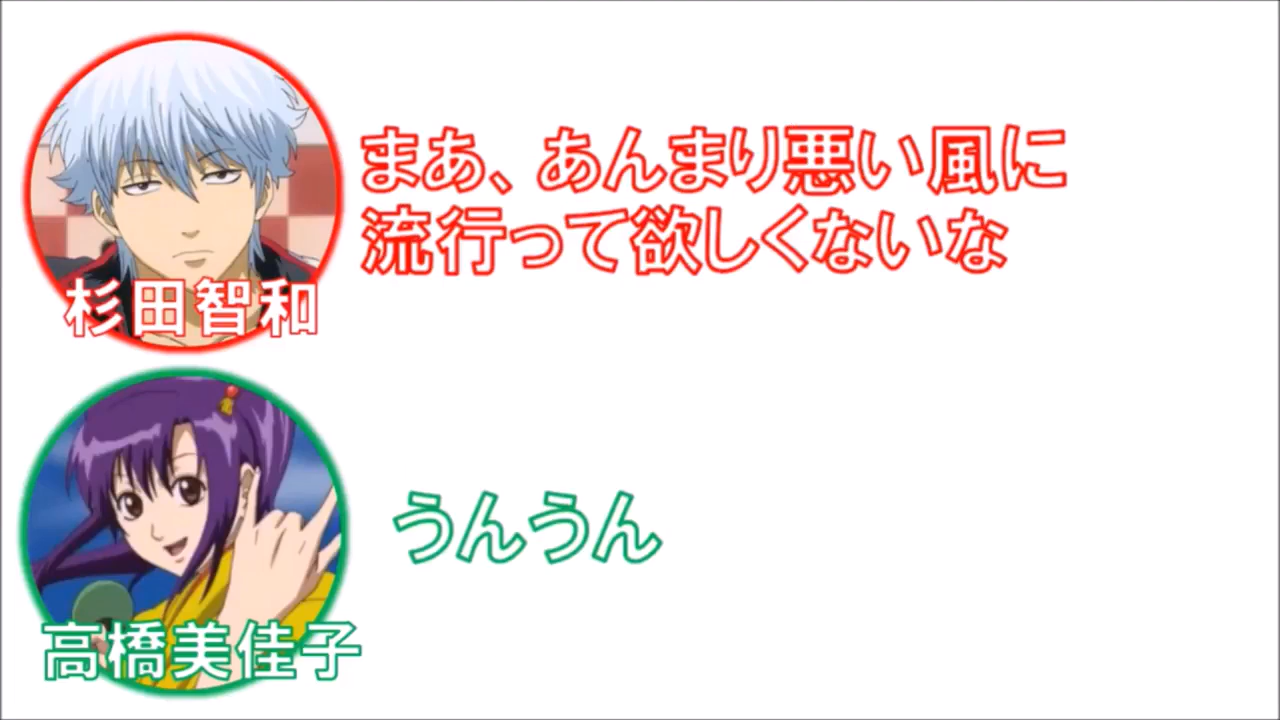 まあ、あんまり悪い風に
流行って欲しくないな
杉田智和
うんうん
高橋美佳子